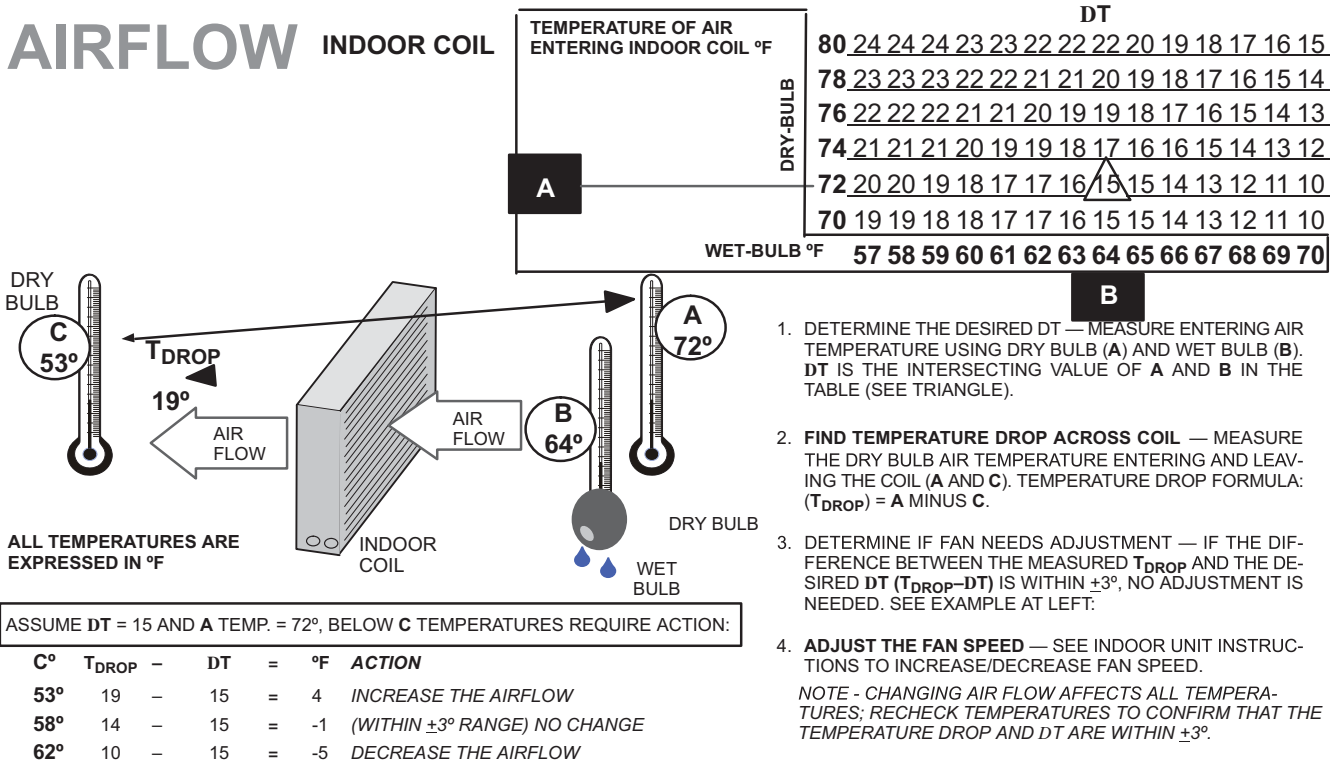 AIRFLOW INDOOR COIL
TEMPERATURE OF AIR
ENTERING INDOOR COIL ºF
DRY-BULB
DT
80 24 24 24 23 23 22 22 22 20 19 18 17 16 15
78 23 23 23 22 22 21 21 20 19 18 17 16 15 14
76 22 22 22 21 21 20 19 19 18 17 16 15 14 13
74 21 21 21 20 19 19 18 17 16 16 15 14 13 12
A
72 20 20 19 18 17 17 16 15 15 14 13 12 11 10
70 19 19 18 18 17 17 16 15 15 14 13 12 11 10
WET-BULB ºF 57 58 59 60 61 62 63 64 65 66 67 68 69 70
B
DRY
BULB
C
53º
TDROP
19º
AIR
FLOW
A
72º
B
64º
AIR
FLOW
DRY BULB
WET
BULB
INDOOR
COIL
ALL TEMPERATURES ARE
EXPRESSED IN ºF
ASSUME DT = 15 AND A TEMP. = 72º, BELOW C TEMPERATURES REQUIRE ACTION:
Cº TDROP – DT = ºF ACTION
53º 19 – 15 = 4 INCREASE THE AIRFLOW
58º 14 – 15 = -1 (WITHIN +3º RANGE) NO CHANGE
62º 10 – 15 = -5 DECREASE THE AIRFLOW
1. DETERMINE THE DESIRED DT — MEASURE ENTERING AIR
TEMPERATURE USING DRY BULB (A) AND WET BULB (B).
DT IS THE INTERSECTING VALUE OF A AND B IN THE
TABLE (SEE TRIANGLE).
2. FIND TEMPERATURE DROP ACROSS COIL — MEASURE
THE DRY BULB AIR TEMPERATURE ENTERING AND LEAV-
ING THE COIL (A AND C). TEMPERATURE DROP FORMULA:
(TDROP) = A MINUS C.
3. DETERMINE IF FAN NEEDS ADJUSTMENT — IF THE DIF-
FERENCE BETWEEN THE MEASURED TDROP AND THE DE-
SIRED DT (TDROP–DT) IS WITHIN +3º, NO ADJUSTMENT IS
NEEDED. SEE EXAMPLE AT LEFT:
4. ADJUST THE FAN SPEED — SEE INDOOR UNIT INSTRUC-
TIONS TO INCREASE/DECREASE FAN SPEED.
NOTE - CHANGING AIR FLOW AFFECTS ALL TEMPERA-
TURES; RECHECK TEMPERATURES TO CONFIRM THAT THE
TEMPERATURE DROP AND DT ARE WITHIN +3º.